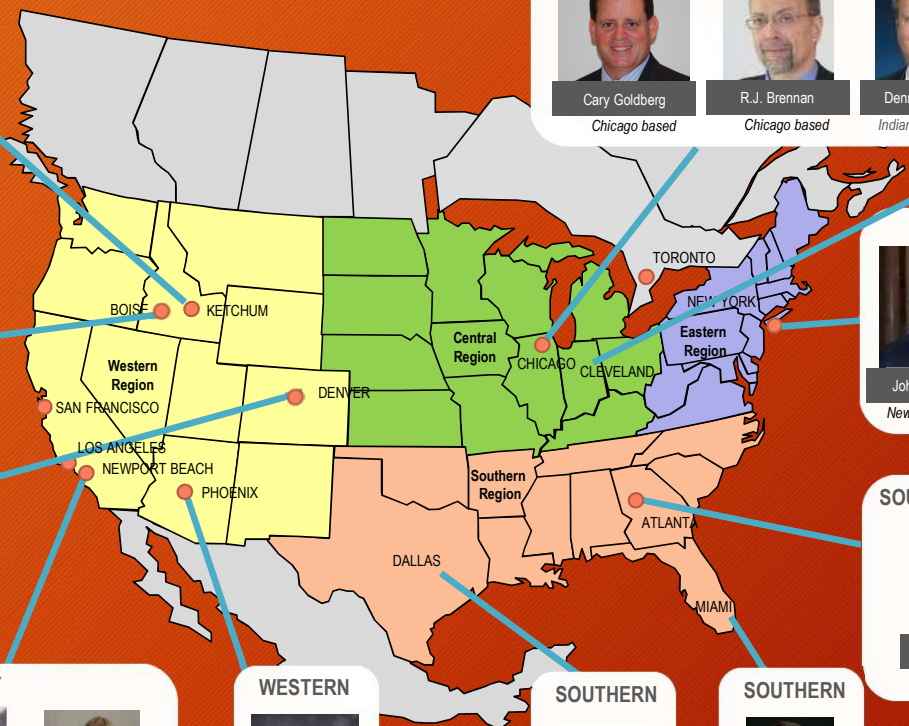 Cary Goldberg
R.J. Brennan
Chicago based
Chicago based
TORONTO
NEW YORK
BOISE
KETCHUM
Eastern
Region
Central
Region
CHICAGO
CLEVELAND
Western
Region
DENVER
SAN FRANCISCO
LOS ANGELES
NEWPORT BEACH
PHOENIX
Southern
Region
ATLANTA
DALLAS
MIAMI
WESTERN
SOUTHERN
SOUTHERN